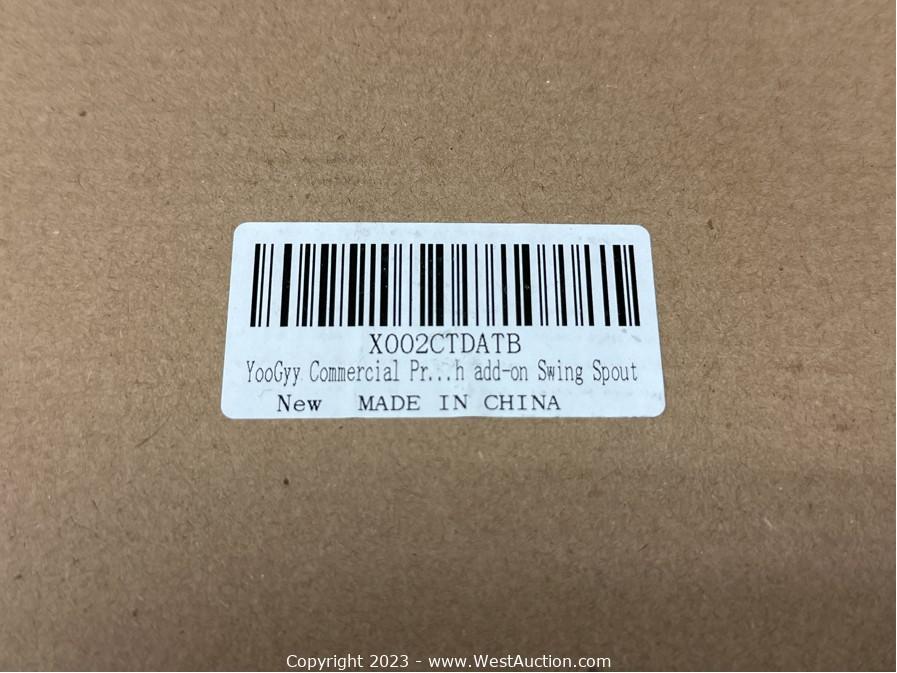 X002CTDATB
YooGyy Commercial Pr...h add-on Swing Spout
New MADE IN CHINA
Copyright 2023 - www.WestAuction.com